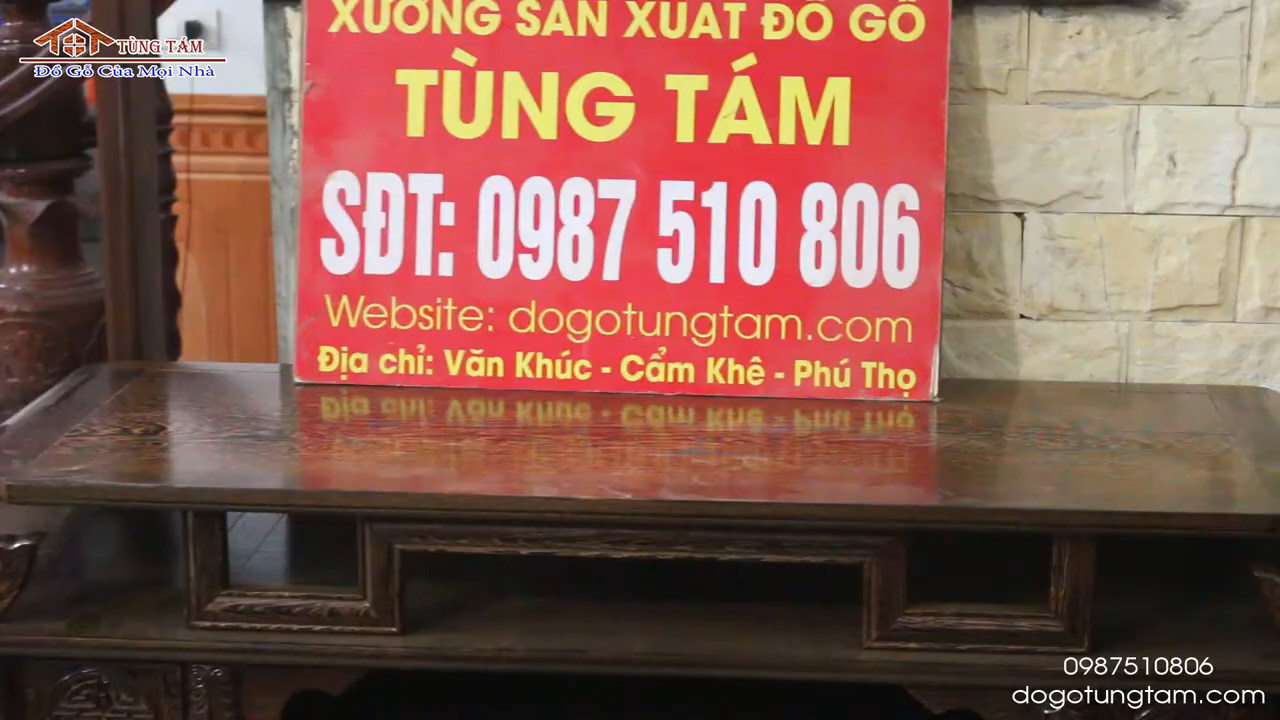 TÙNG TÁM
Đồ Gỗ Của Mọi Nhà
XƯỞNG SẢN XUẤT ĐỒ GỖ
TÙNG TÁM
SĐT: 0987 510 806
Website: dogotungtam.com
Địa chỉ: Văn Khúc - Cẩm Khê - Phú Thọ
0987510806
dogotungtam.com